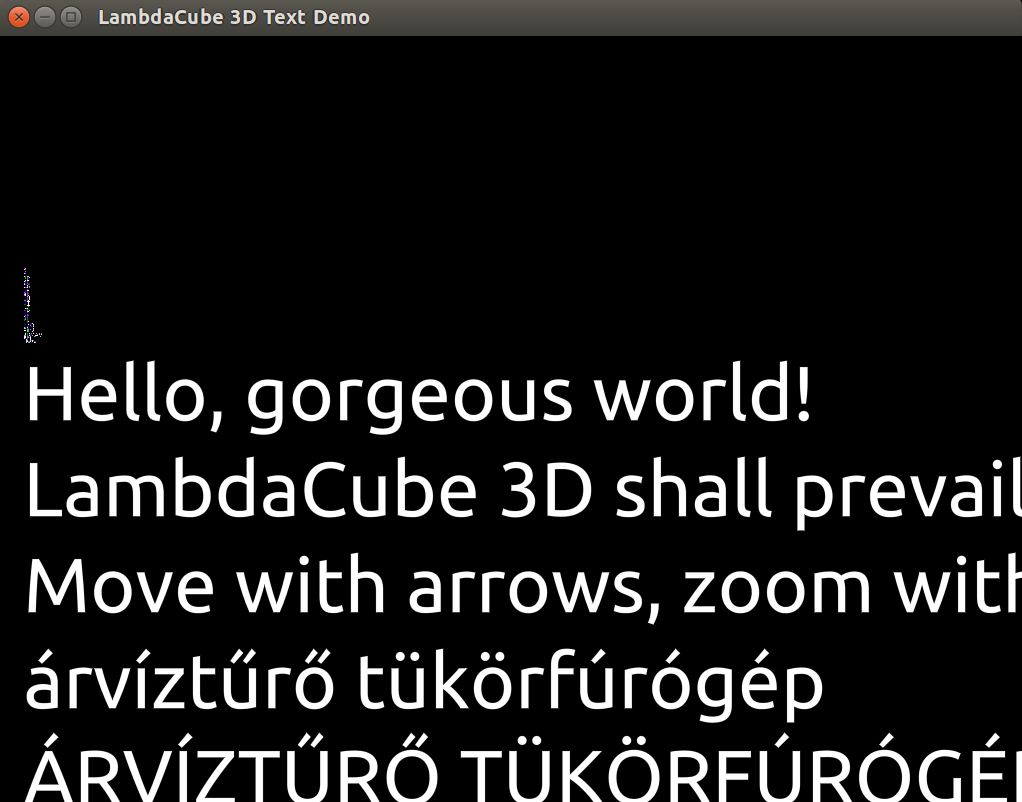 LambdaCube 3D Text Demo
Hello, gorgeous world!
LambdaCube 3D shall prevail
Move with arrows, zoom with
árvíztűrő tükörfúrógép
ÁRVÍZTŰRŐ TÜKÖRFÚRÓGÉ